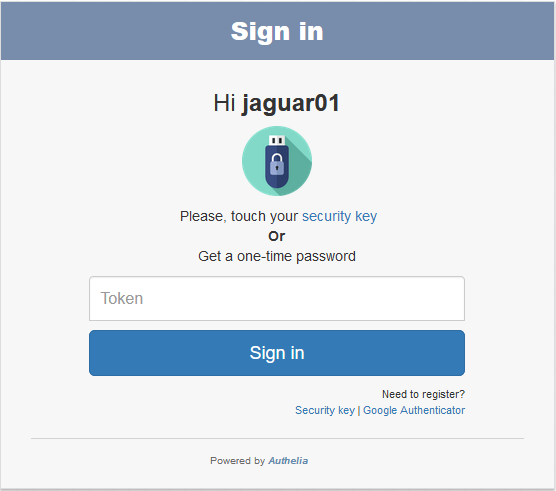 Sign in
Hi jaguar01
Please, touch your security key
Or
Get a one-time password
Token
Sign in
Need to register?
Security key | Google Authenticator
Powered by Authelia